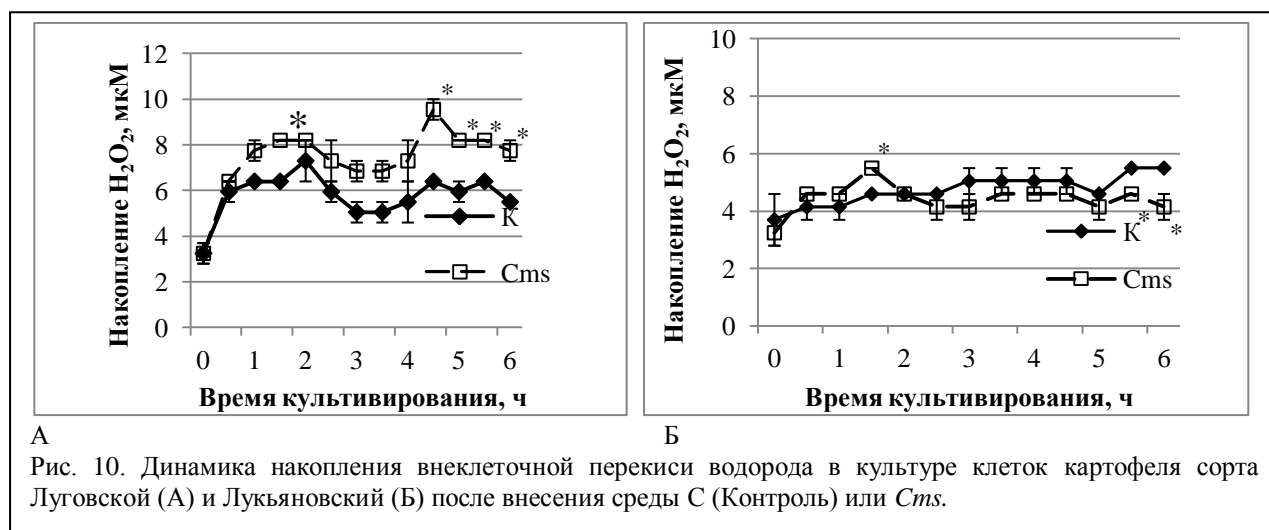 Накопление H₂O₂, мкМ
12
10
8
6
4
2
0
*
*
* *
*
К
Cms
0 1 2 3 4 5 6
Время культивирования, ч
Накопление H₂O₂, мкМ
10
8
6
4
2
0
*
К
*
*
Cms
0 1 2 3 4 5 6
Время культивирования, ч
А Б
Рис. 10. Динамика накопления внеклеточной перекиси водорода в культуре клеток картофеля сорта
Луговской (А) и Лукьяновский (Б) после внесения среды С (Контроль) или Cms.